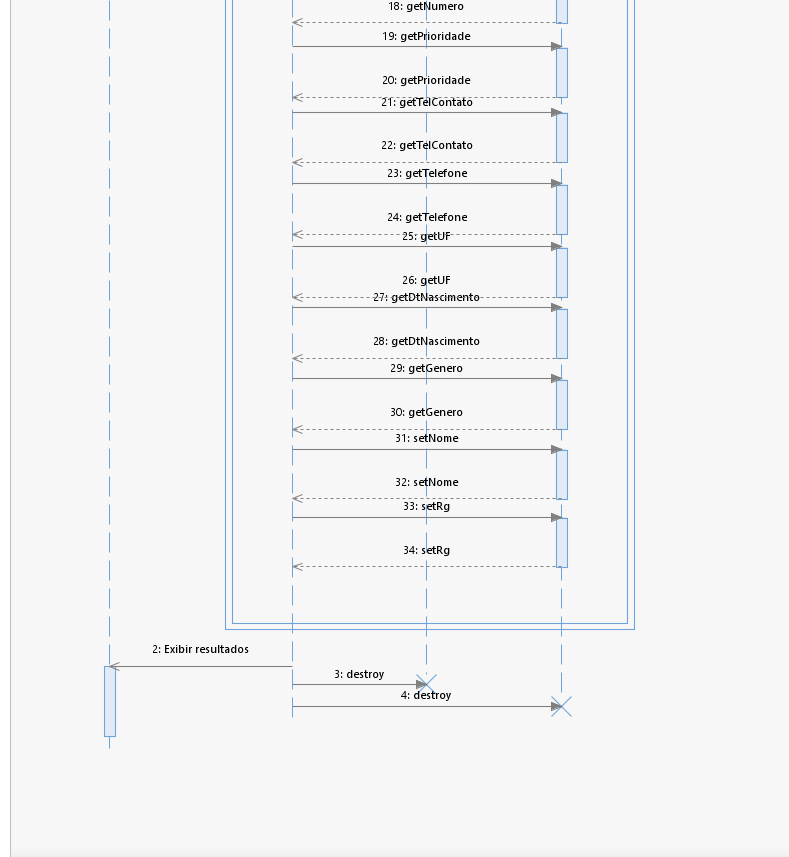 18: getNumero
19: getPrioridade
20: getPrioridade
21: getTelContato
22: getTelContato
23: getTelefone
24: getTelefone
25: getUF
26: getUF
27: getDtNascimento
28: getDtNascimento
29: getGenero
30: getGenero
31: setNome
32: setNome
33: setRg
34: setRg
2: Exibir resultados
3: destroy
4: destroy